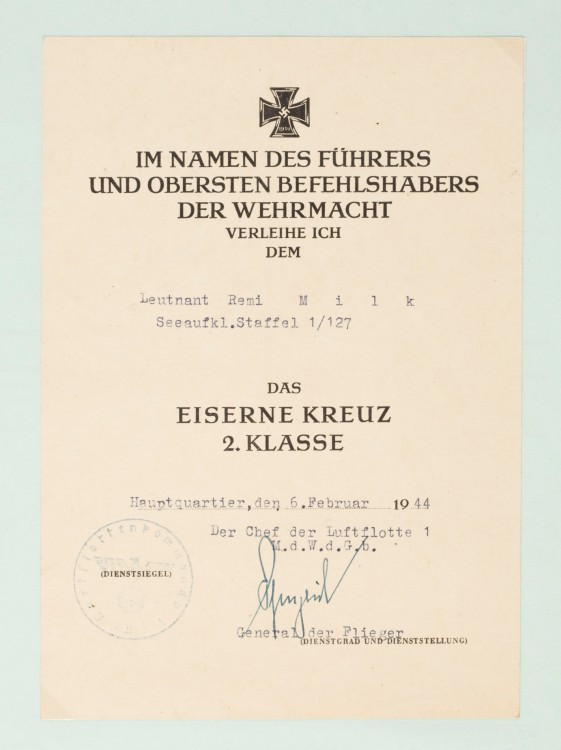 IM NAMEN DES FÜHRERS
UND OBERSTEN BEFEHLSHABERS
DER WEHRMACHT
VERLEIHE ICH
DEM
Leutnant Remi M i l k
Seeaufkl.Staffel 1/127
DAS
EISERNE KREUZ
2. KLASSE
Hauptquartier,den 6.Februar 1944
Der Chef der Luftflotte 1
M.d.W.d.G.b.
(DIENSTSIEGEL)
General der Flieger
(DIENSTGRAD UND DIENSTSTELLUNG)